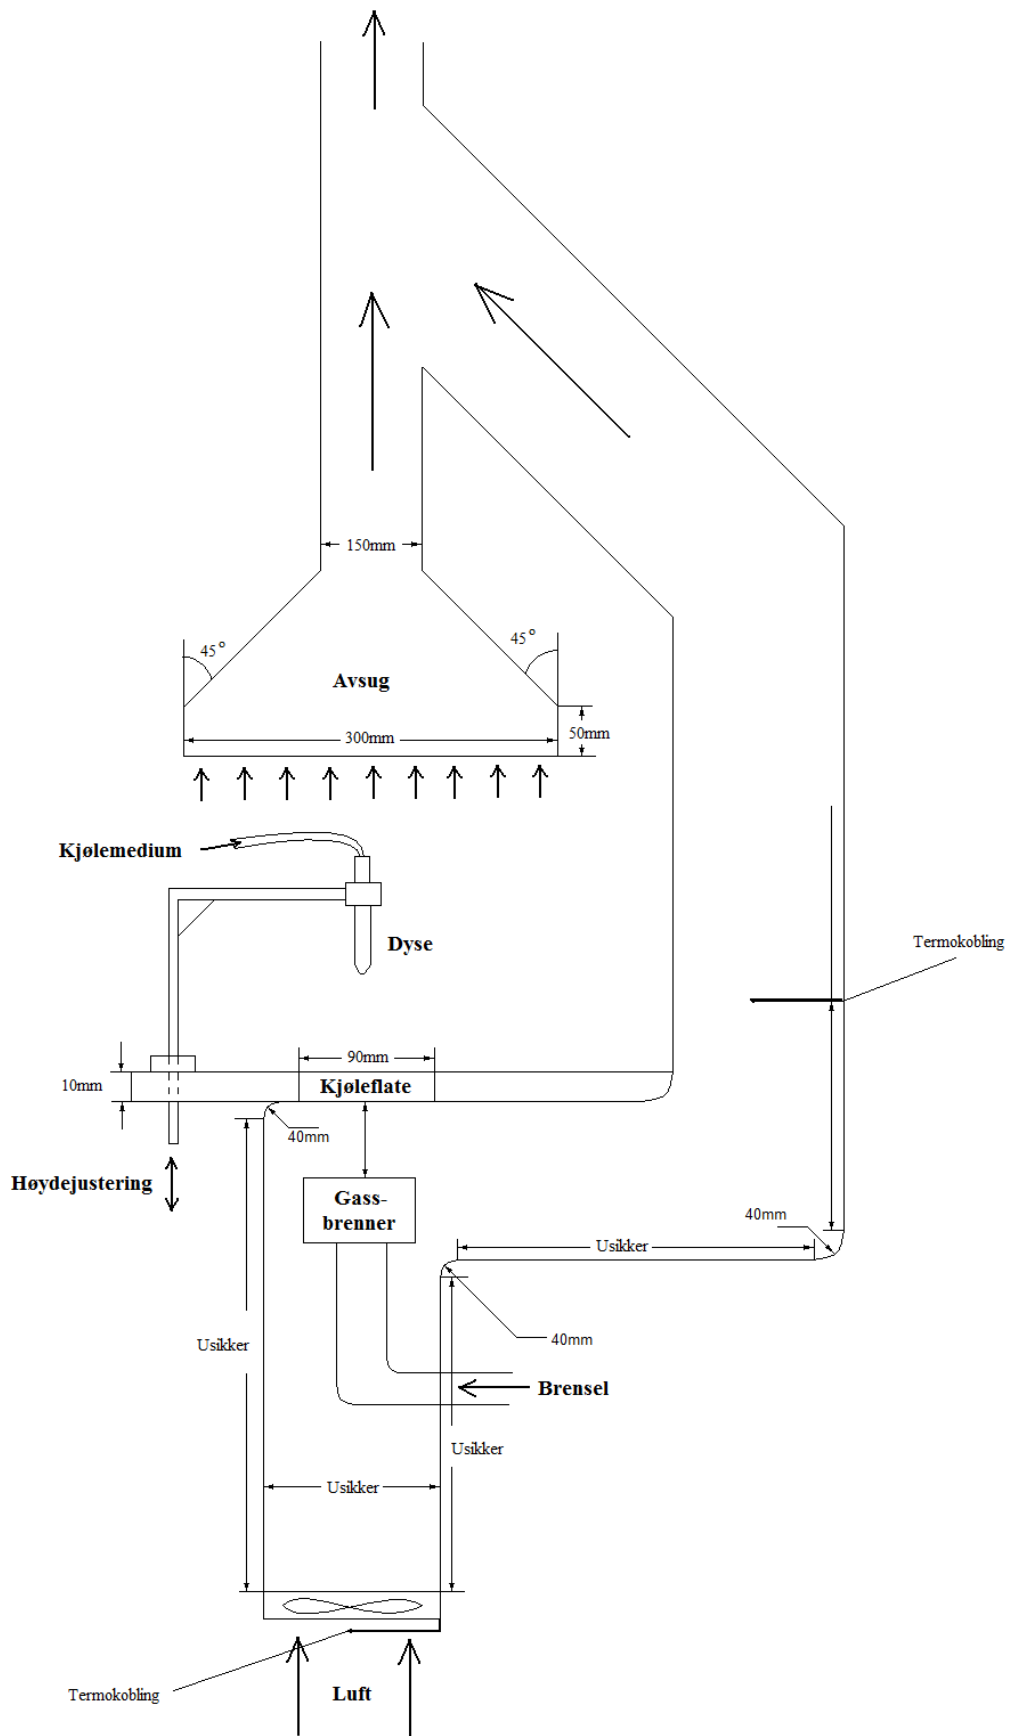 150mm
45°
45°
Avsug
50mm
300mm
Kjølemedium
Dyse
Termokobling
90mm
10mm
Kjøleflate
40mm
Høydejustering
Gass-
brenner
40mm
Usikker
40mm
Usikker
Brensel
Usikker
Usikker
Termokobling
Luft